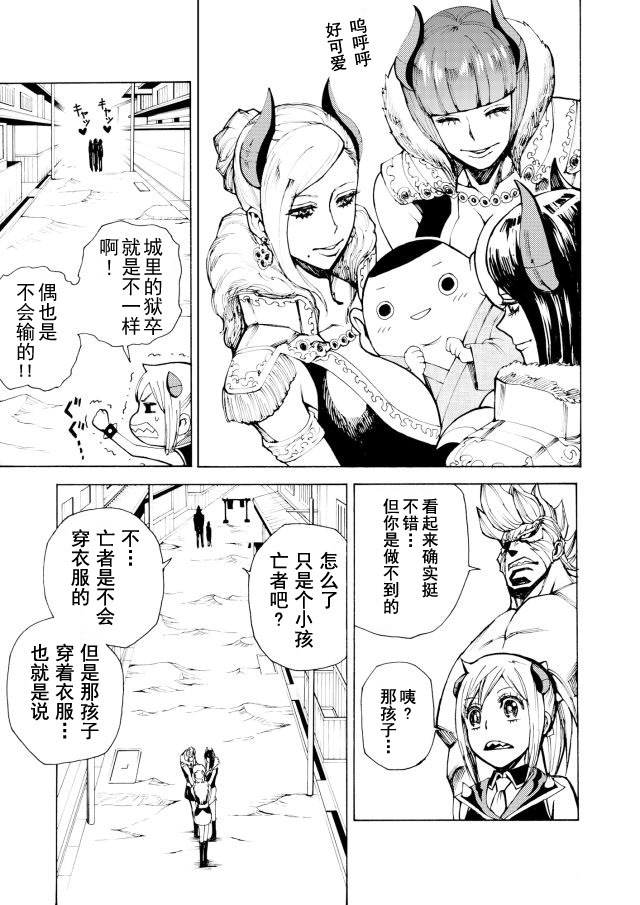 呜呼呼
好可爱
キャッ
キャッ
城里的狱卒
就是不一样
啊！
偶也是
不会输的!!
ぐ
ぐ
看起来确实挺
不错…
但你是做不到的
咦？
那孩子…
怎么了
只是个小孩
亡者吧？
不…
亡者是不会
穿衣服的
但是那孩子
穿着衣服…
也就是说